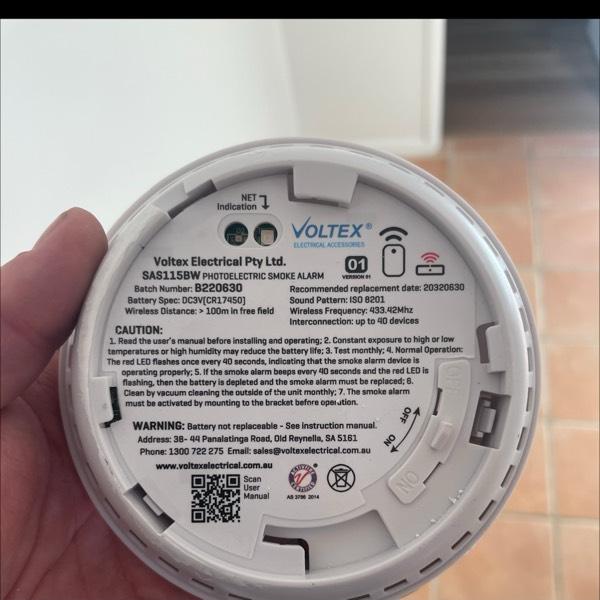 NET
Indication
VOLTEX®
ELECTRICAL ACCESSORIES
Voltex Electrical Pty Ltd.
SAS115BW PHOTOELECTRIC SMOKE ALARM
01
VERSION 01
Batch Number: B220630
Recommended replacement date: 20320630
Battery Spec: DC3V[CR17450]
Sound Pattern: ISO 8201
Wireless Distance: > 100m in free field
Wireless Frequency: 433.42Mhz
Interconnection: up to 40 devices
CAUTION:
1. Read the user's manual before installing and operating; 2. Constant exposure to high or low
temperatures or high humidity may reduce the battery life; 3. Test monthly; 4. Normal Operation:
The red LED flashes once every 40 seconds, indicating that the smoke alarm device is
operating properly; 5. If the smoke alarm beeps every 40 seconds and the red LED is
flashing, then the battery is depleted and the smoke alarm must be replaced; 6.
Clean by vacuum cleaning the outside of the unit monthly; 7. The smoke alarm
must be activated by mounting to the bracket before operation.
OFF
OFF
ON
ON
WARNING: Battery not replaceable - See instruction manual.
Address: 36- 44 Panalatinga Road, Old Reynella, SA 5161
Phone: 1300 722 275 Email: sales@voltexelectrical.com.au
www.voltexelectrical.com.au
Scan
User
Manual
AS 3786 2014